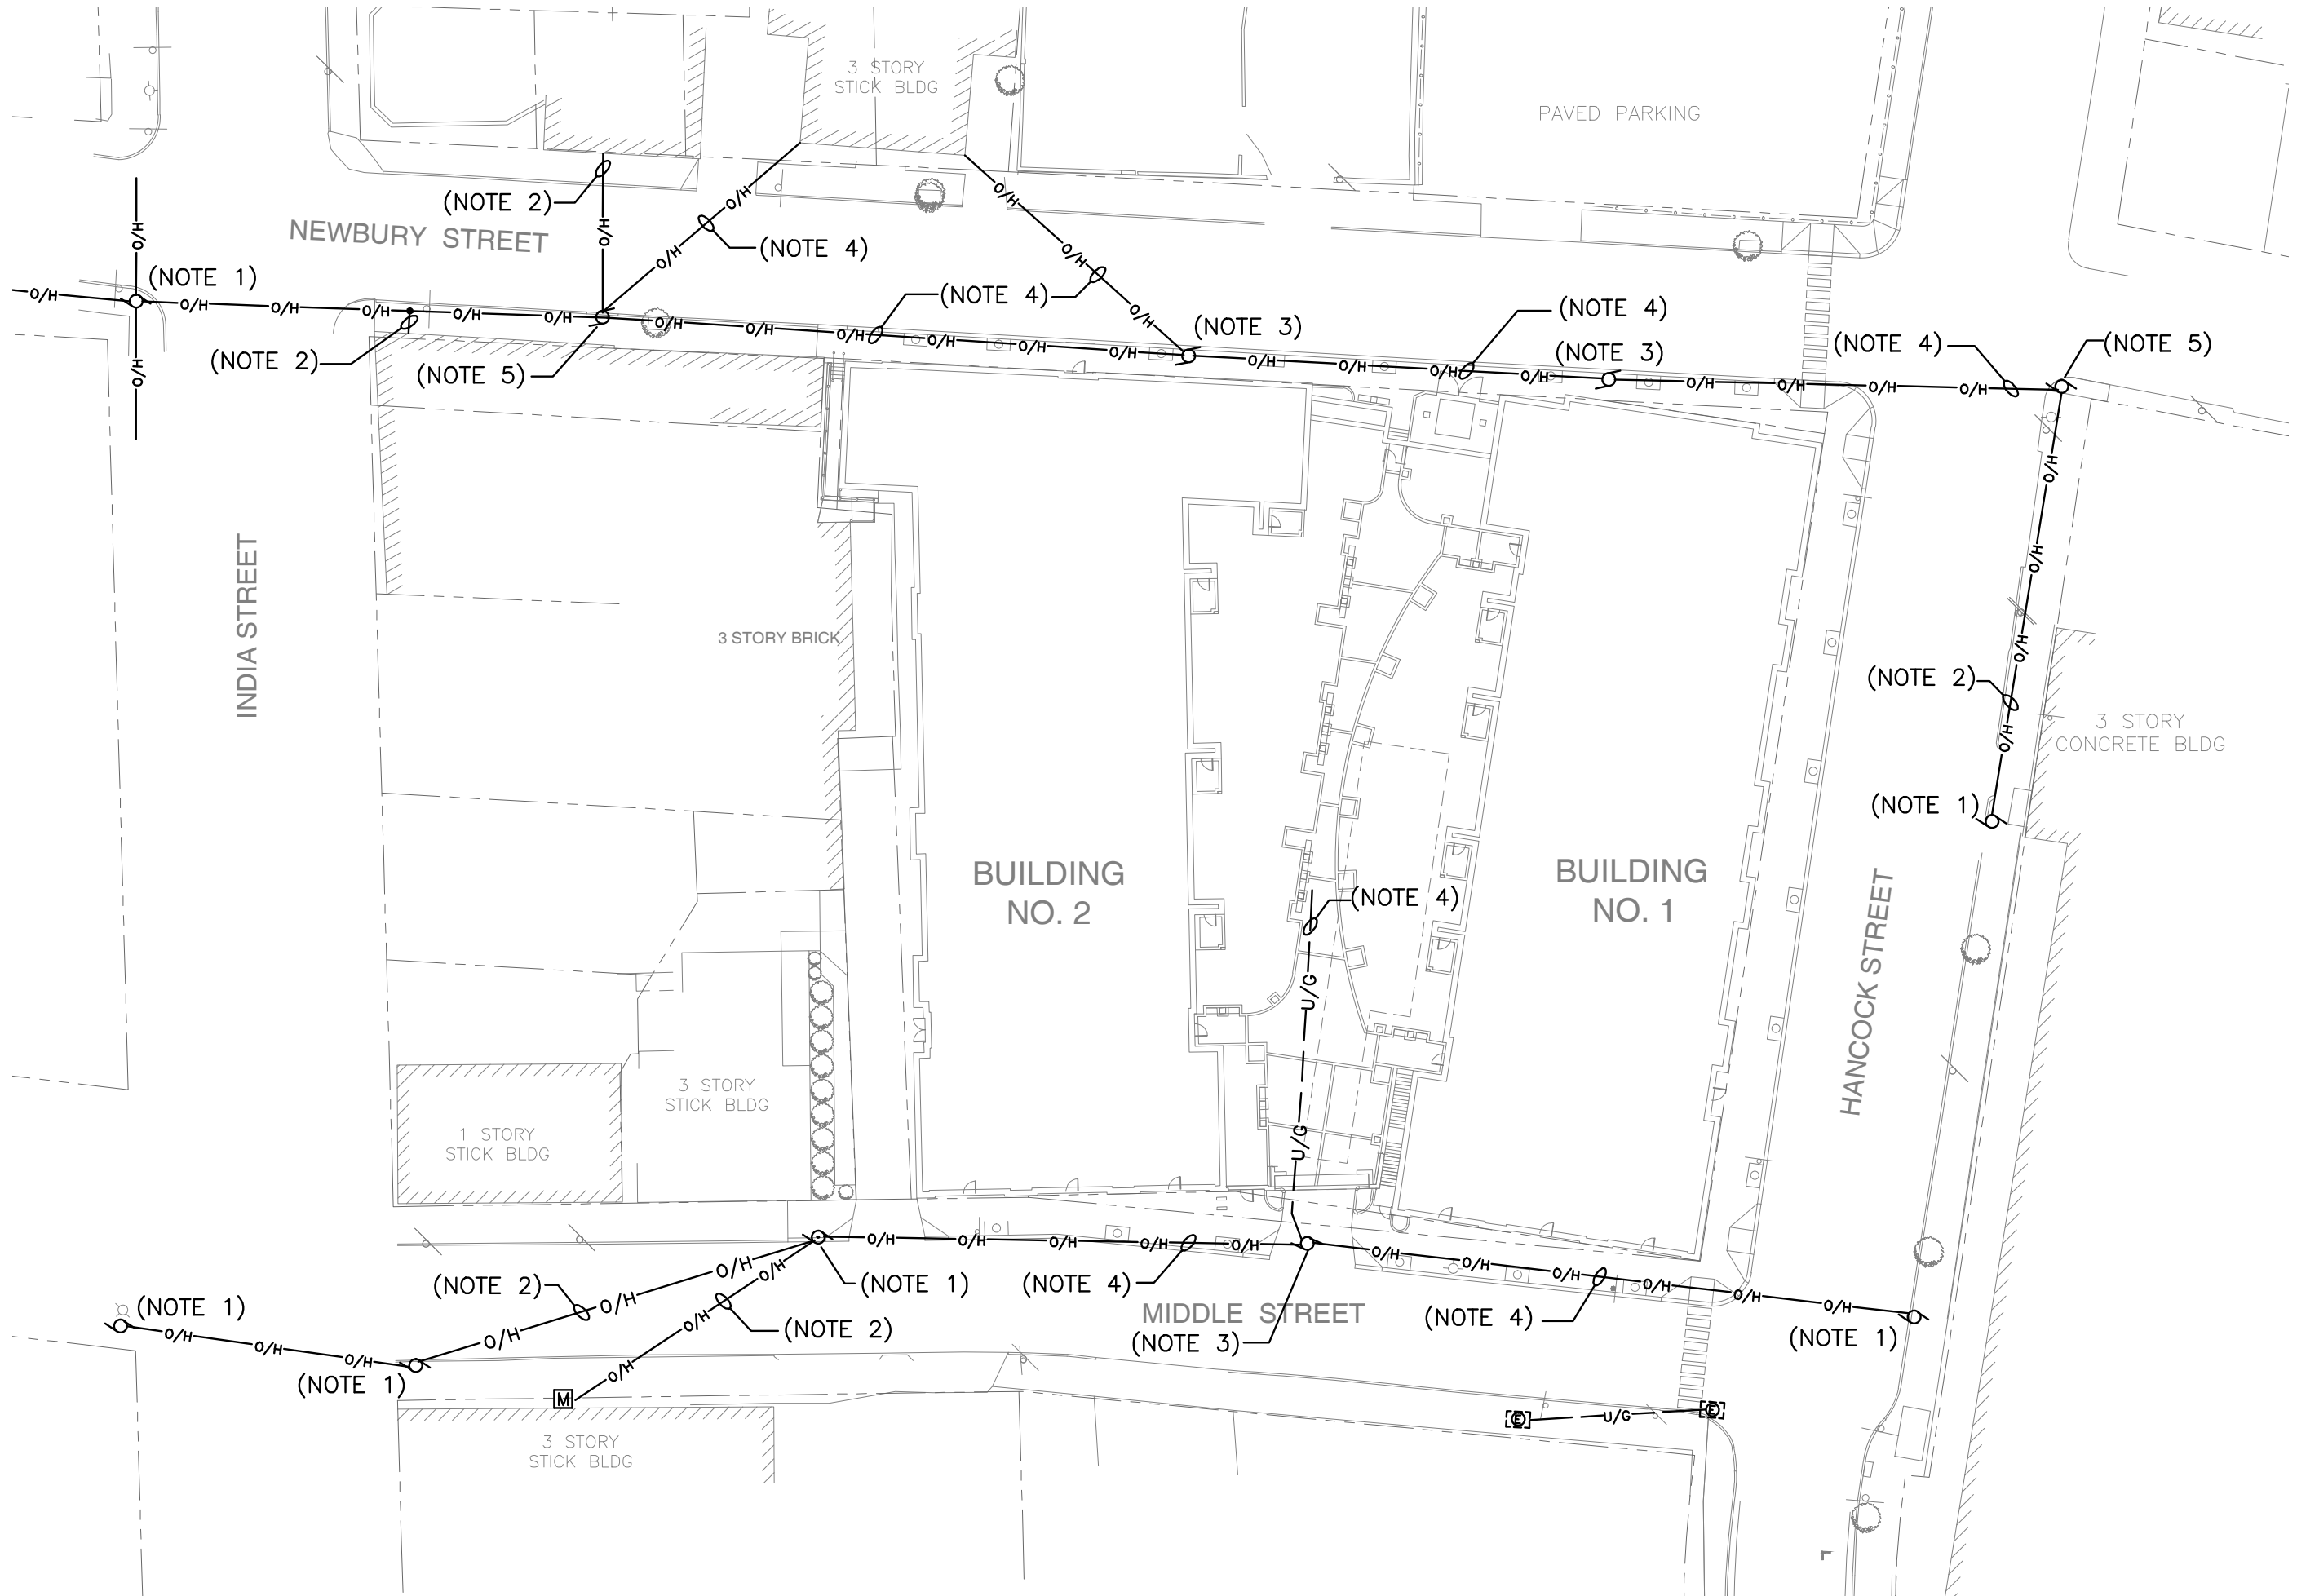 3 STORY
STICK BLDG
PAVED PARKING
(NOTE 2)
O/H
O/H
NEWBURY STREET
O/H
O/H
(NOTE 4)
O/H
O/H
O/H
(NOTE 1)
(NOTE 4)
(NOTE 4)
O/H
O/H
O/H
O/H
O/H
O/H
O/H
O/H
O/H
O/H
O/H
O/H
(NOTE 3)
(NOTE 3)
(NOTE 4)
(NOTE 5)
(NOTE 2)
(NOTE 5)
O/H
O/H
O/H
O/H
O/H
O/H
O/H
O/H
O/H
O/H
O/H
INDIA STREET
3 STORY BRICK
O/H
O/H
(NOTE 2)
O/H
3 STORY
CONCRETE BLDG
(NOTE 1)
BUILDING
NO. 2
BUILDING
NO. 1
(NOTE 4)
HANCOCK STREET
U/G
U/G
3 STORY
STICK BLDG
1 STORY
STICK BLDG
O/H
O/H
O/H
O/H
O/H
O/H
O/H
O/H
O/H
O/H
O/H
(NOTE 2)
(NOTE 1)
(NOTE 4)
O/H
O/H
(NOTE 1)
MIDDLE STREET
(NOTE 4)
O/H
O/H
O/H
O/H
O/H
O/H
(NOTE 2)
(NOTE 3)
(NOTE 1)
(NOTE 1)
O/H
M
E
U/G
E
3 STORY
STICK BLDG